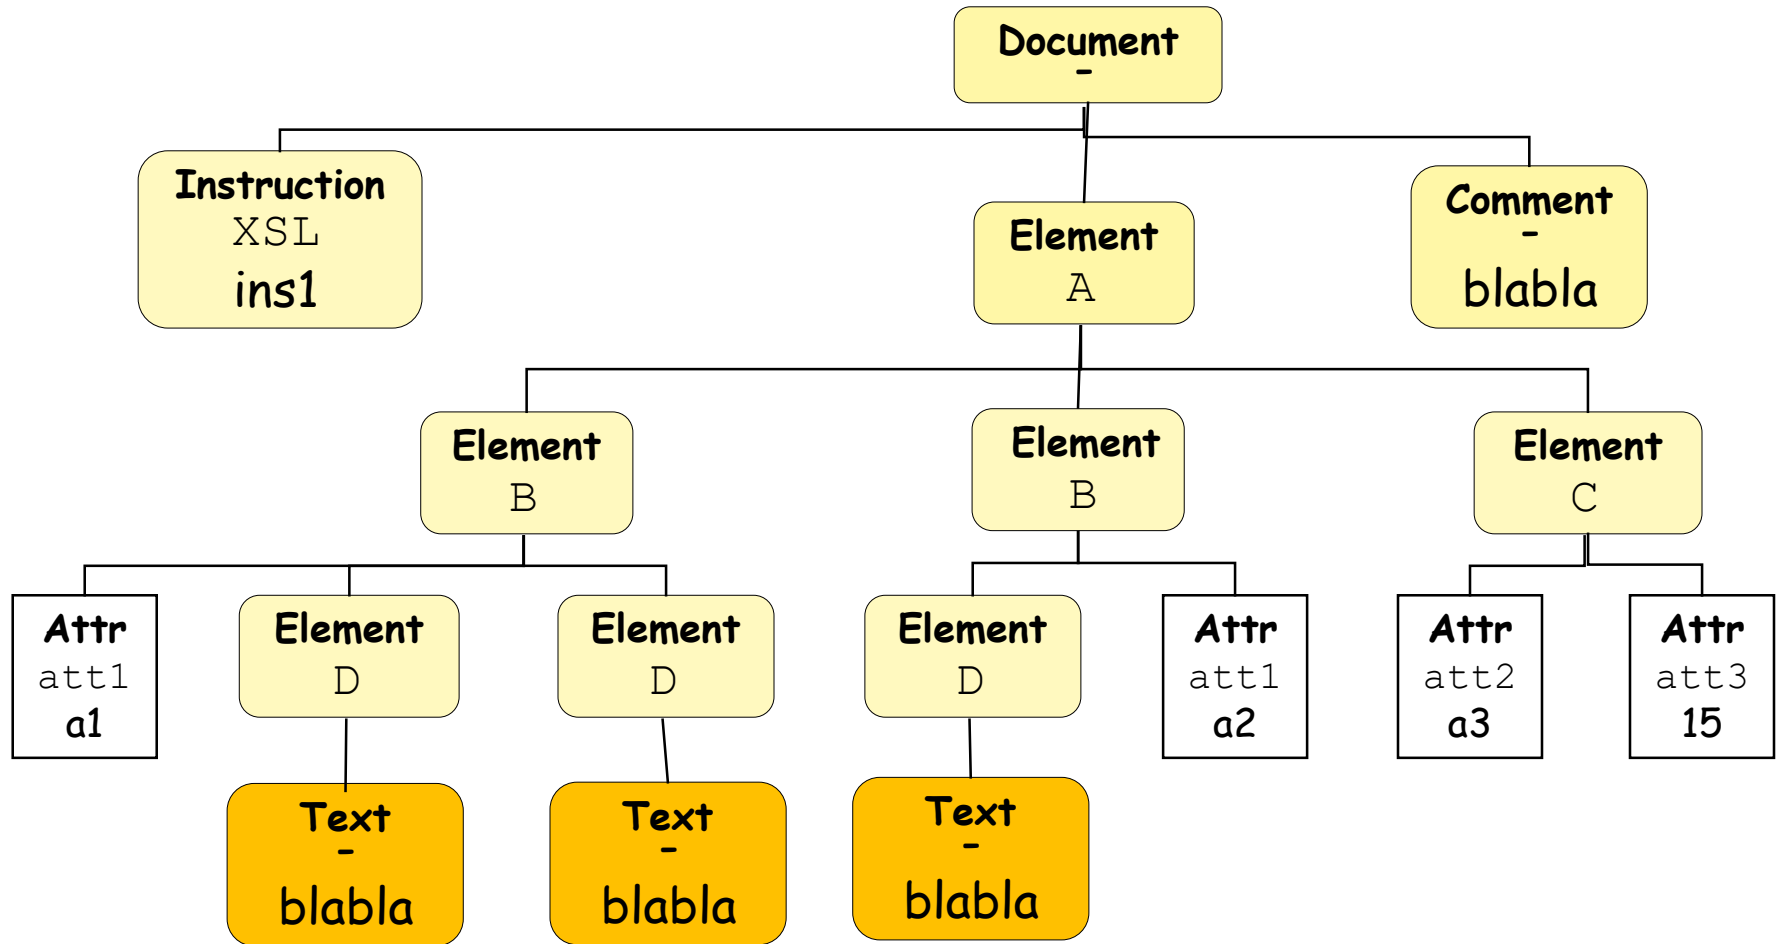 Document
-
Instruction
XSL
ins1
Element
A
Comment
-
blabla
Element
B
Element
B
Element
C
Attr
att1
a1
Element
D
Element
D
Element
D
Attr
att1
a2
Attr
att2
a3
Attr
att3
15
Text
-
blabla
Text
-
blabla
Text
-
blabla